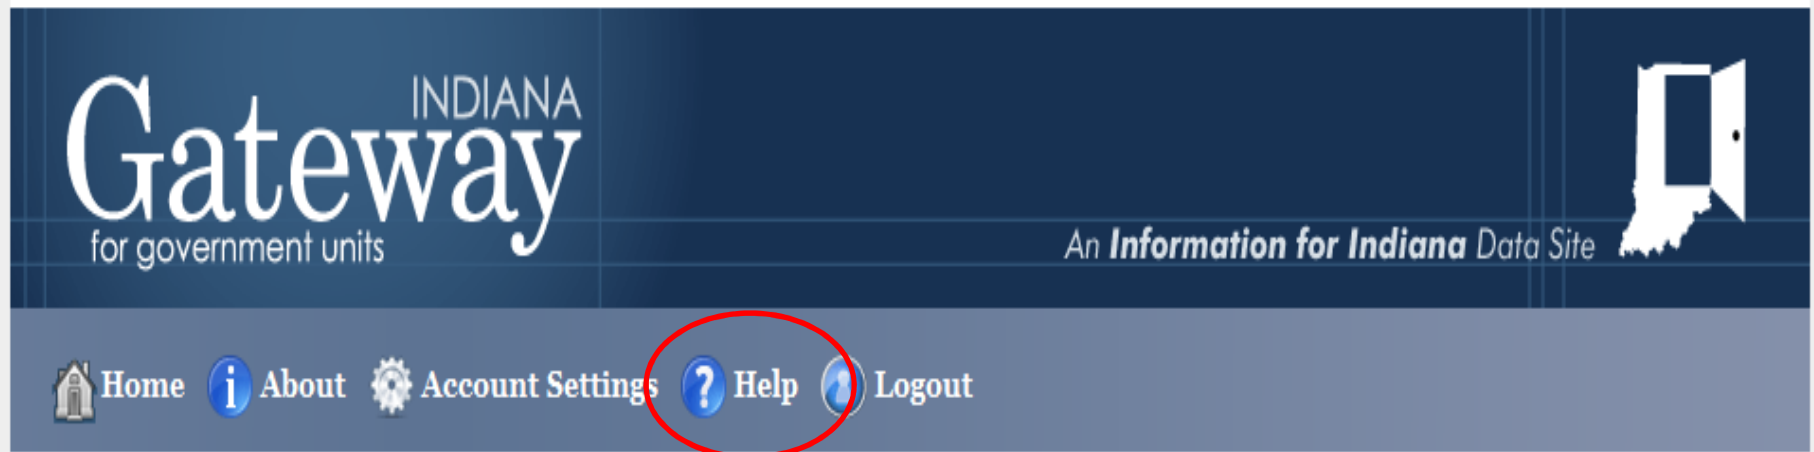 INDIANA
Gateway
for government units
An Information for Indiana Data Site
Home About Account Settings Help Logout